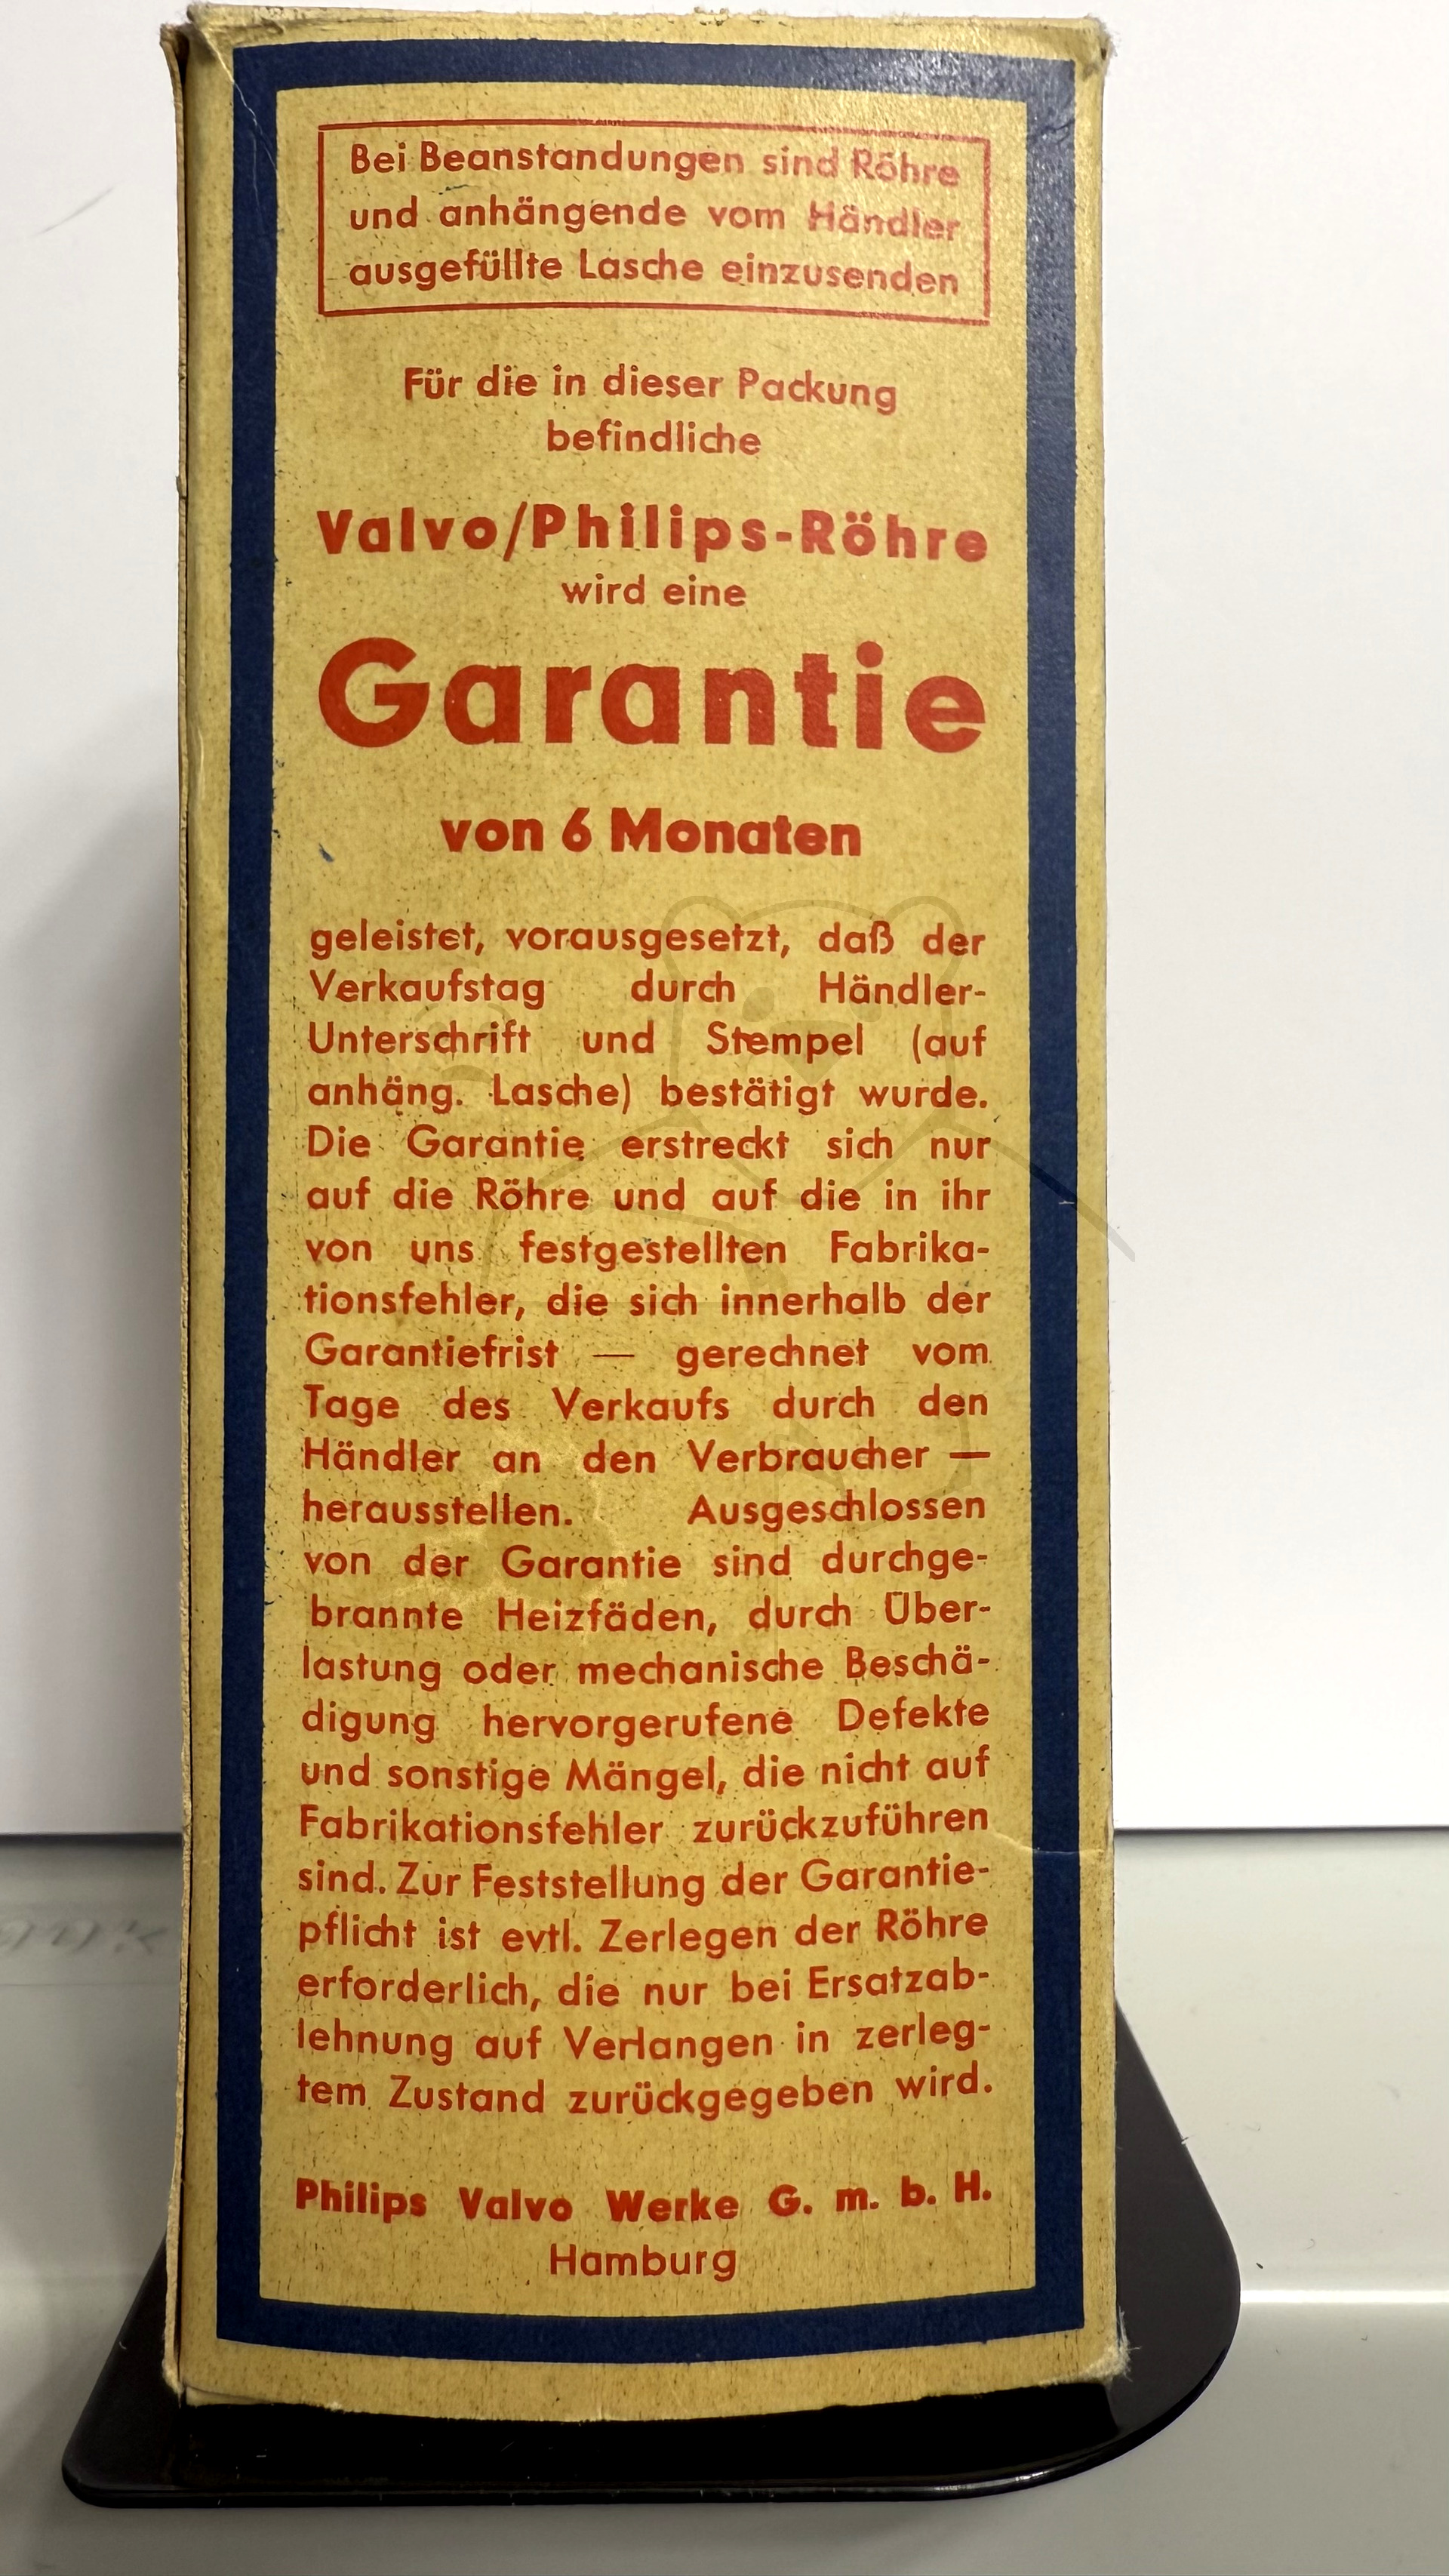 Bei Beanstandungen sind Röhre
und anhängende vom Händler
ausgefüllte Lasche einzusenden
Für die in dieser Packung
befindliche
Valvo/Philips-Röhre
wird eine
Garantie
von 6 Monaten
geleistet, vorausgesetzt, daß der
Verkaufstag durch Händler-
Unterschrift und Stempel (auf
anhäng. Lasche) bestätigt wurde.
Die Garantie erstreckt sich nur
auf die Röhre und auf die in ihr
von uns festgestellten Fabrika-
tionsfehler, die sich innerhalb der
Garantiefrist — gerechnet vom
Tage des Verkaufs durch den
Händler an den Verbraucher —
herausstellen. Ausgeschlossen
von der Garantie sind durchge-
brannte Heizfäden, durch Über-
lastung oder mechanische Beschä-
digung hervorgerufene Defekte
und sonstige Mängel, die nicht auf
Fabrikationsfehler zurückzuführen
sind. Zur Feststellung der Garantie-
pflicht ist evtl. Zerlegen der Röhre
erforderlich, die nur bei Ersatzab-
lehnung auf Verlangen in zerleg-
tem Zustand zurückgegeben wird.
Philips Valvo Werke G. m. b. H.
Hamburg